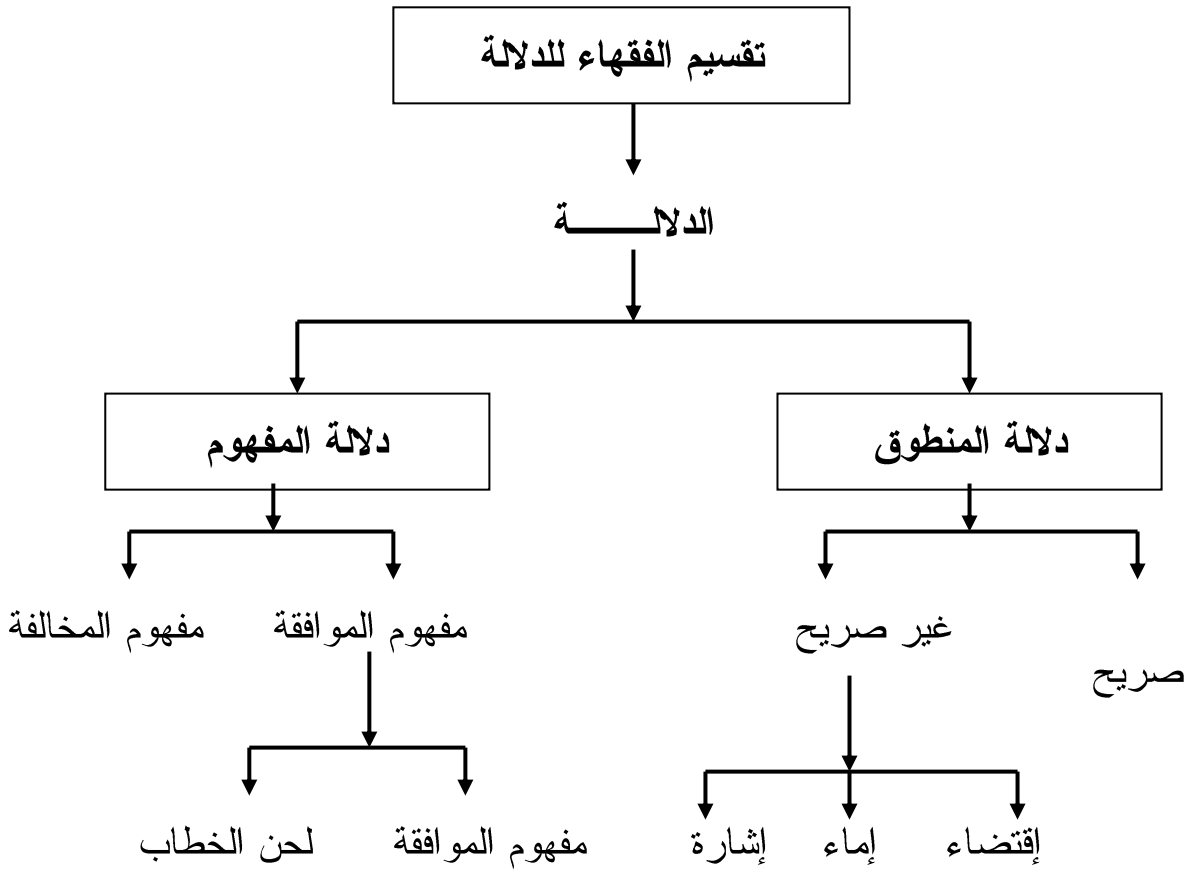 تقسيم الفقهاء للدلالة
الدلالـــــــــة
دلالة المنطوق
دلالة المفهوم
صريح
غير صريح
مفهوم الموافقة
مفهوم المخالفة
إقتضاء
إماء
إشارة
مفهوم الموافقة
لحن الخطاب